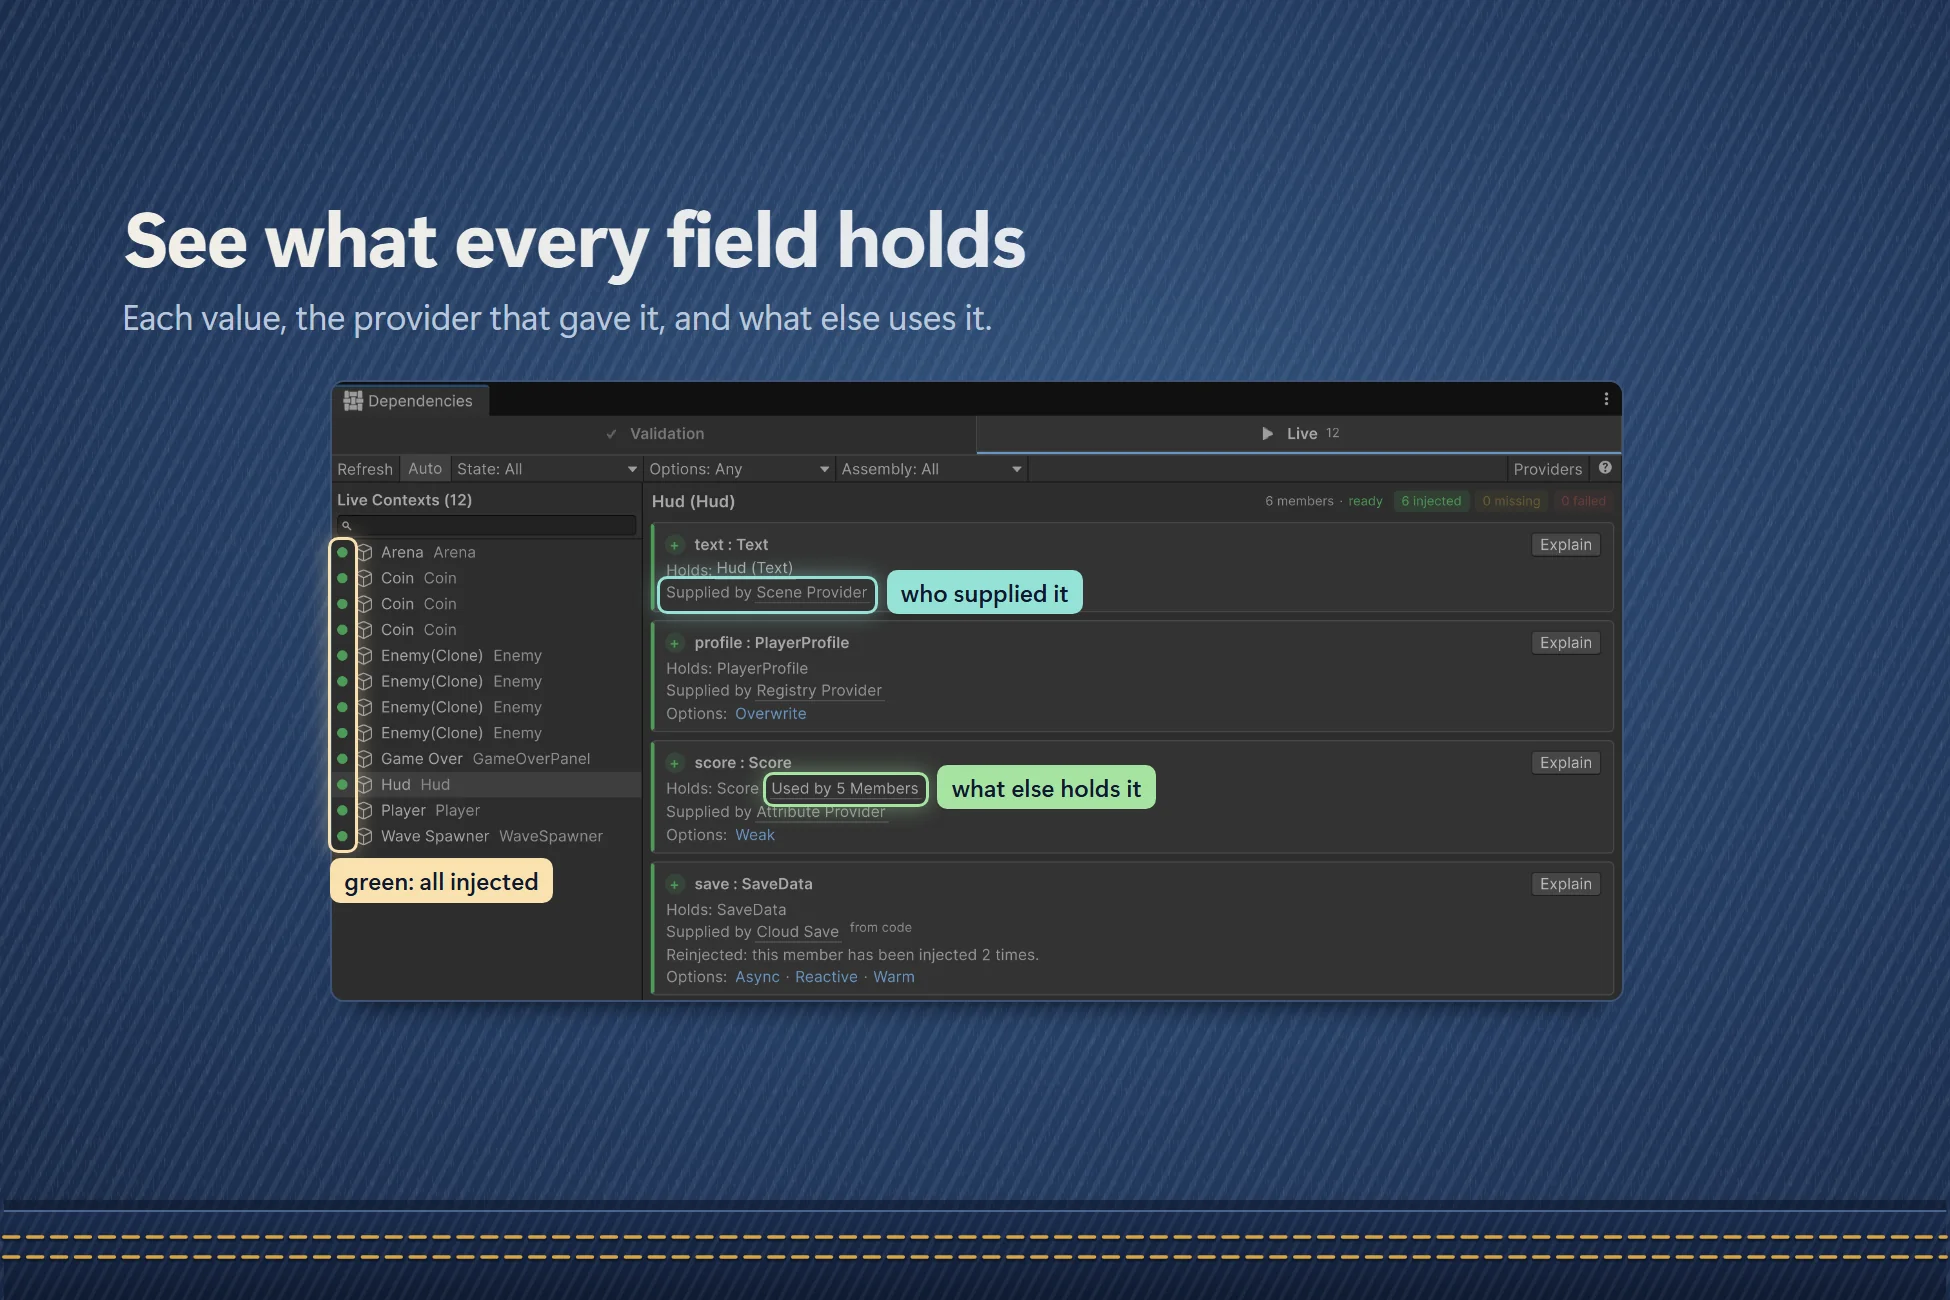 See what every field holds
Each value, the provider that gave it, and what else uses it.
Dependencies
Validation
Live 12
Refresh Auto State: All Options: Any Assembly: All Providers ?
Live Contexts (12)
Arena Arena
Coin Coin
Coin Coin
Coin Coin
Enemy(Clone) Enemy
Enemy(Clone) Enemy
Enemy(Clone) Enemy
Enemy(Clone) Enemy
Game Over GameOverPanel
Hud Hud
Player Player
Wave Spawner WaveSpawner
green: all injected
Hud (Hud) 6 members · ready 6 injected 0 missing 0 failed
+ text : Text Explain
Holds: Hud (Text)
Supplied by Scene Provider
who supplied it
+ profile : PlayerProfile Explain
Holds: PlayerProfile
Supplied by Registry Provider
Options: Overwrite
+ score : Score Explain
Holds: Score Used by 5 Members
what else holds it
Supplied by Attribute Provider
Options: Weak
+ save : SaveData Explain
Holds: SaveData
Supplied by Cloud Save from code
Reinjected: this member has been injected 2 times.
Options: Async · Reactive · Warm